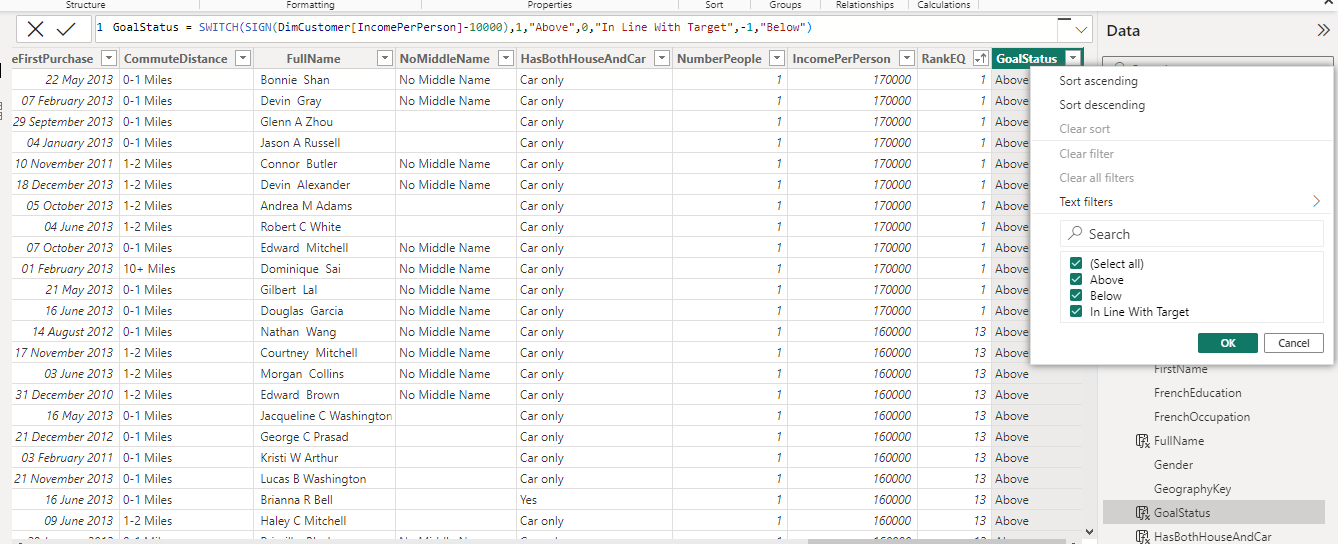 Structure Formatting Properties Sort Groups Relationships Calculations
1 GoalStatus = SWITCH(SIGN(DimCustomer[IncomePerPerson]-10000),1,"Above",0,"In Line With Target",-1,"Below")
Data
eFirstPurchase CommuteDistance FullName NoMiddleName HasBothHouseAndCar NumberPeople IncomePerPerson RankEQ GoalStatus
22 May 2013 0-1 Miles Bonnie Shan No Middle Name Car only 1 170000 1 Above
07 February 2013 0-1 Miles Devin Gray No Middle Name Car only 1 170000 1 Above
29 September 2013 0-1 Miles Glenn A Zhou Car only 1 170000 1 Above
04 January 2013 0-1 Miles Jason A Russell Car only 1 170000 1 Above
10 November 2011 1-2 Miles Connor Butler No Middle Name Car only 1 170000 1 Above
18 December 2013 1-2 Miles Devin Alexander No Middle Name Car only 1 170000 1 Above
05 October 2013 1-2 Miles Andrea M Adams Car only 1 170000 1 Above
04 June 2013 1-2 Miles Robert C White Car only 1 170000 1 Above
07 October 2013 0-1 Miles Edward Mitchell No Middle Name Car only 1 170000 1 Above
01 February 2013 10+ Miles Dominique Sai No Middle Name Car only 1 170000 1 Above
21 May 2013 0-1 Miles Gilbert Lal No Middle Name Car only 1 170000 1 Above
16 June 2013 0-1 Miles Douglas Garcia No Middle Name Car only 1 170000 1 Above
14 August 2012 0-1 Miles Nathan Wang No Middle Name Car only 1 160000 13 Above
17 November 2013 1-2 Miles Courtney Mitchell No Middle Name Car only 1 160000 13 Above
03 June 2013 1-2 Miles Morgan Collins No Middle Name Car only 1 160000 13 Above
31 December 2010 1-2 Miles Edward Brown No Middle Name Car only 1 160000 13 Above
16 May 2013 0-1 Miles Jacqueline C Washington Car only 1 160000 13 Above
21 December 2012 0-1 Miles George C Prasad Car only 1 160000 13 Above
03 February 2011 0-1 Miles Kristi W Arthur Car only 1 160000 13 Above
21 November 2013 0-1 Miles Lucas B Washington Car only 1 160000 13 Above
16 June 2013 0-1 Miles Brianna R Bell Yes 1 160000 13 Above
09 June 2013 1-2 Miles Haley C Mitchell Car only 1 160000 13 Above
Sort ascending
Sort descending
Clear sort
Clear filter
Clear all filters
Text filters
Search
(Select all)
Above
Below
In Line With Target
OK Cancel
FirstName
FrenchEducation
FrenchOccupation
FullName
Gender
GeographyKey
GoalStatus
HasBothHouseAndCar